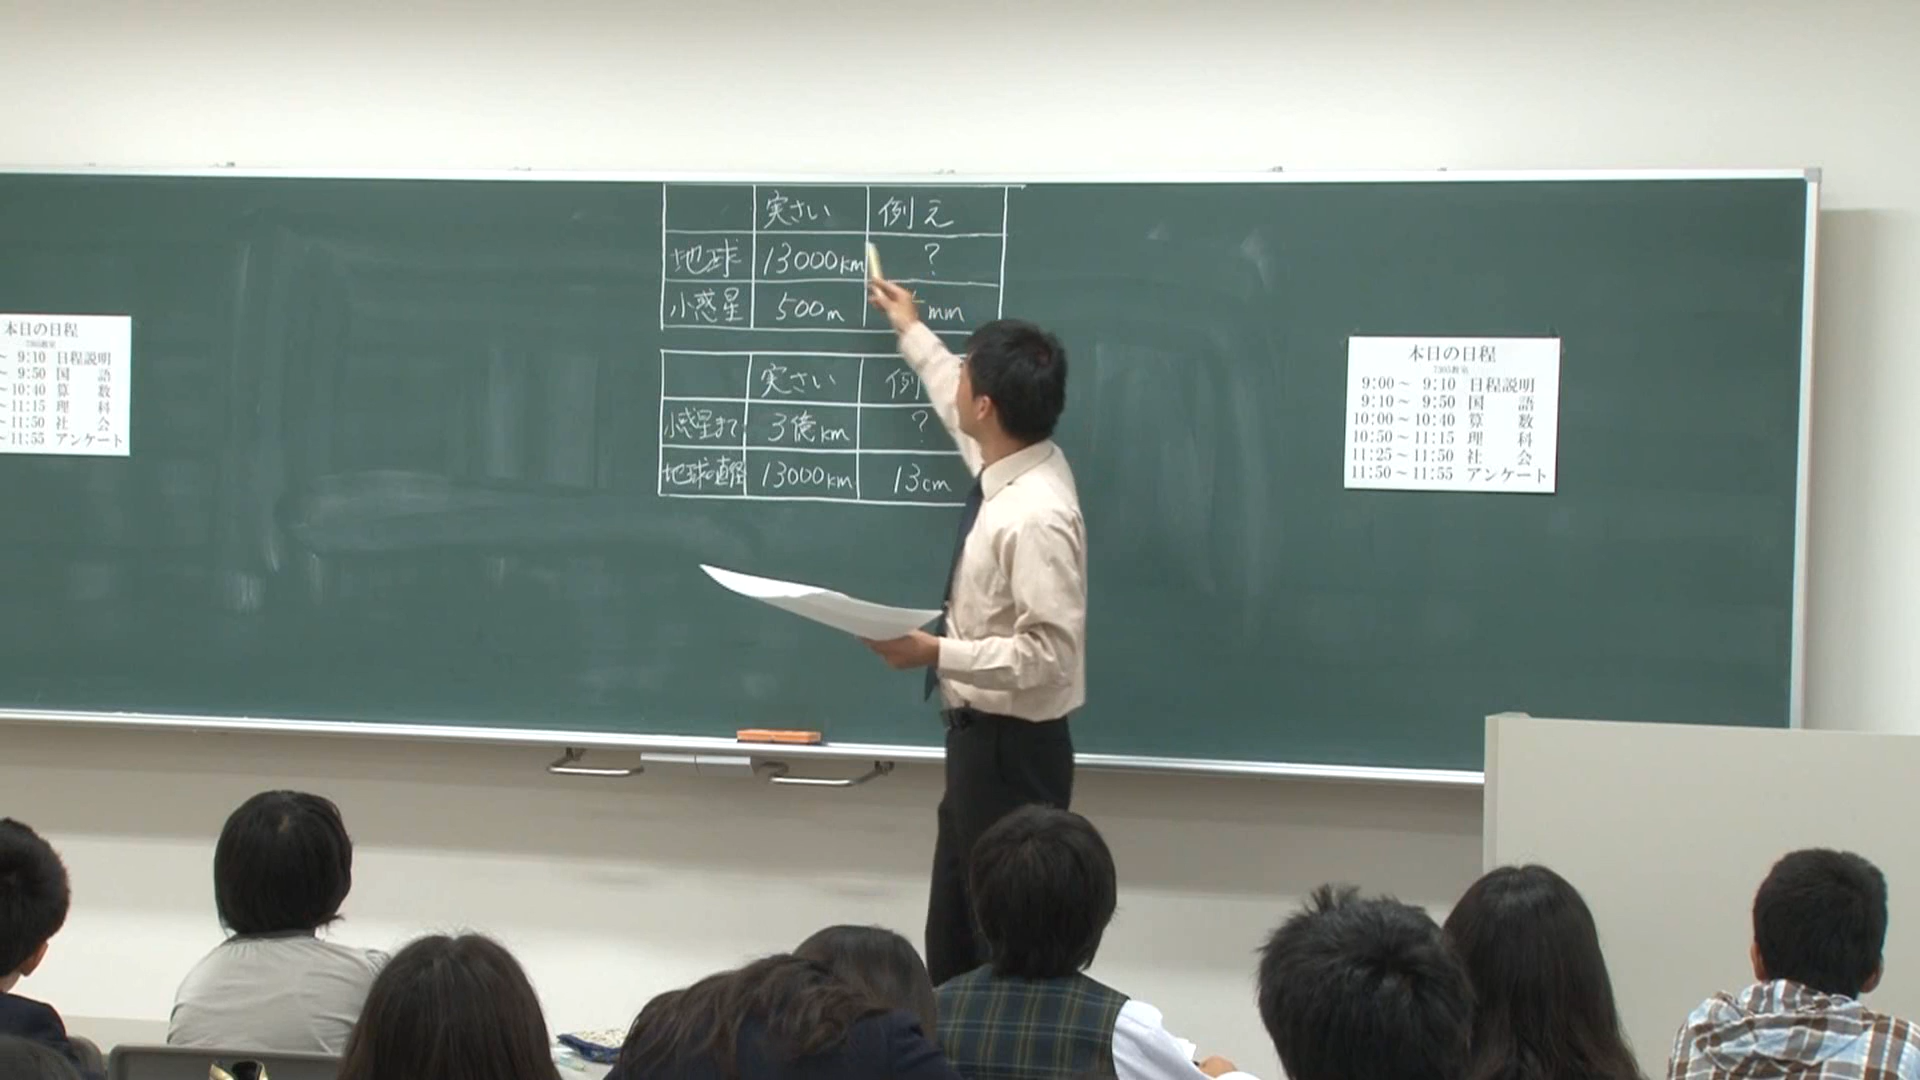 実さい 例え
地球 13000km ?
小惑星 500m mm
実さい 例
小惑星まで 3億km ?
地球の直径 13000km 13cm
本日の日程
～ 9:10 日程説明
～ 9:50 国 語
～10:40 算 数
～11:15 理 科
～11:50 社 会
～11:55 アンケート
本日の日程
9:00～ 9:10 日程説明
9:10～ 9:50 国 語
10:00～10:40 算 数
10:50～11:15 理 科
11:25～11:50 社 会
11:50～11:55 アンケート